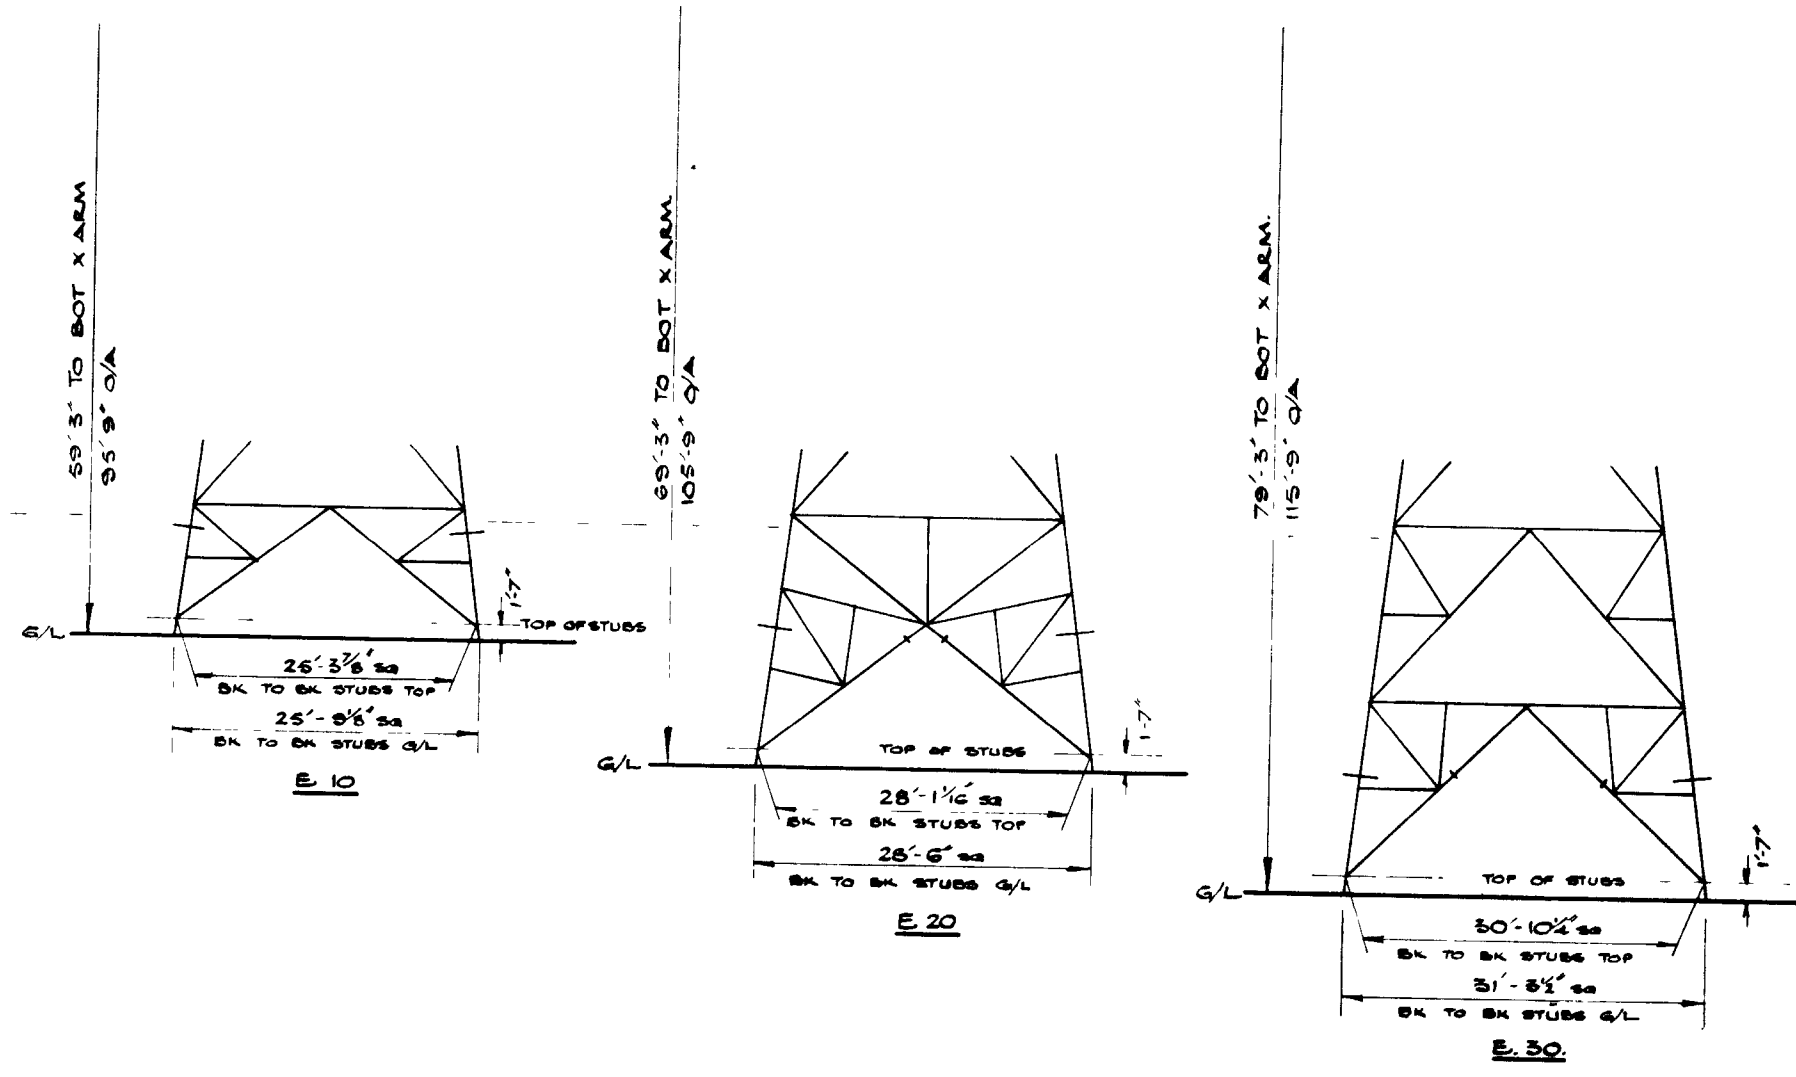 59'3" TO BOT X ARM
95'9" O/A
1'-7"
G/L
TOP OF STUBS
25'-3 7/8" SQ
BK TO BK STUBS TOP
25'-9 1/8" SQ
BK TO BK STUBS G/L
E 10
69'-3" TO BOT X ARM.
105'-9" O/A
1'-7"
G/L
TOP OF STUBS
28'-1 1/16" SQ
BK TO BK STUBS TOP
28'-6" SQ
BK TO BK STUBS G/L
E 20
79'-3" TO BOT X ARM.
115'-9" O/A
1'-7"
G/L
TOP OF STUBS
30'-10 1/4" SQ
BK TO BK STUBS TOP
31'-3 1/2" SQ
BK TO BK STUBS G/L
E. 30.